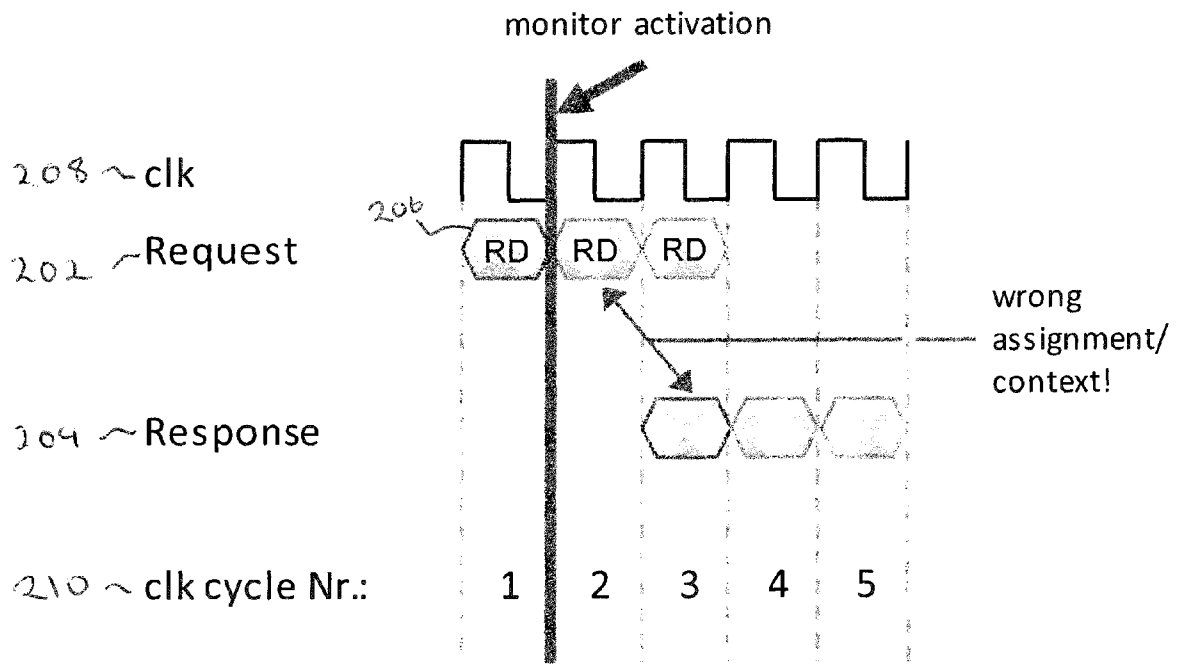 monitor activation
208 ~ clk
206
202 ~ Request
RD RD RD
wrong
assignment/
context!
204 ~ Response
210 ~ clk cycle Nr.: 1 2 3 4 5